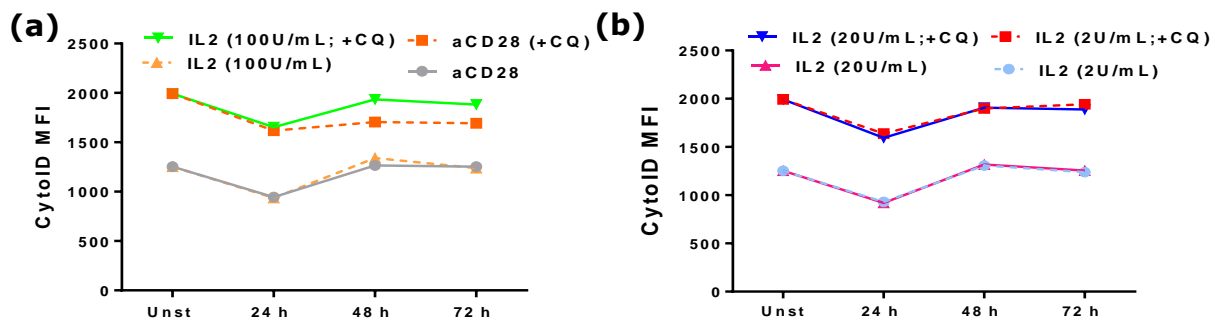 (a)
IL2 (100U/mL; +CQ)
aCD28 (+CQ)
IL2 (100U/mL)
aCD28
CytoID MFI
2500
2000
1500
1000
500
0
Unst
24 h
48 h
72 h
(b)
IL2 (20U/mL;+CQ)
IL2 (2U/mL;+CQ)
IL2 (20U/mL)
IL2 (2U/mL)
CytoID MFI
2500
2000
1500
1000
500
0
Unst
24 h
48 h
72 h